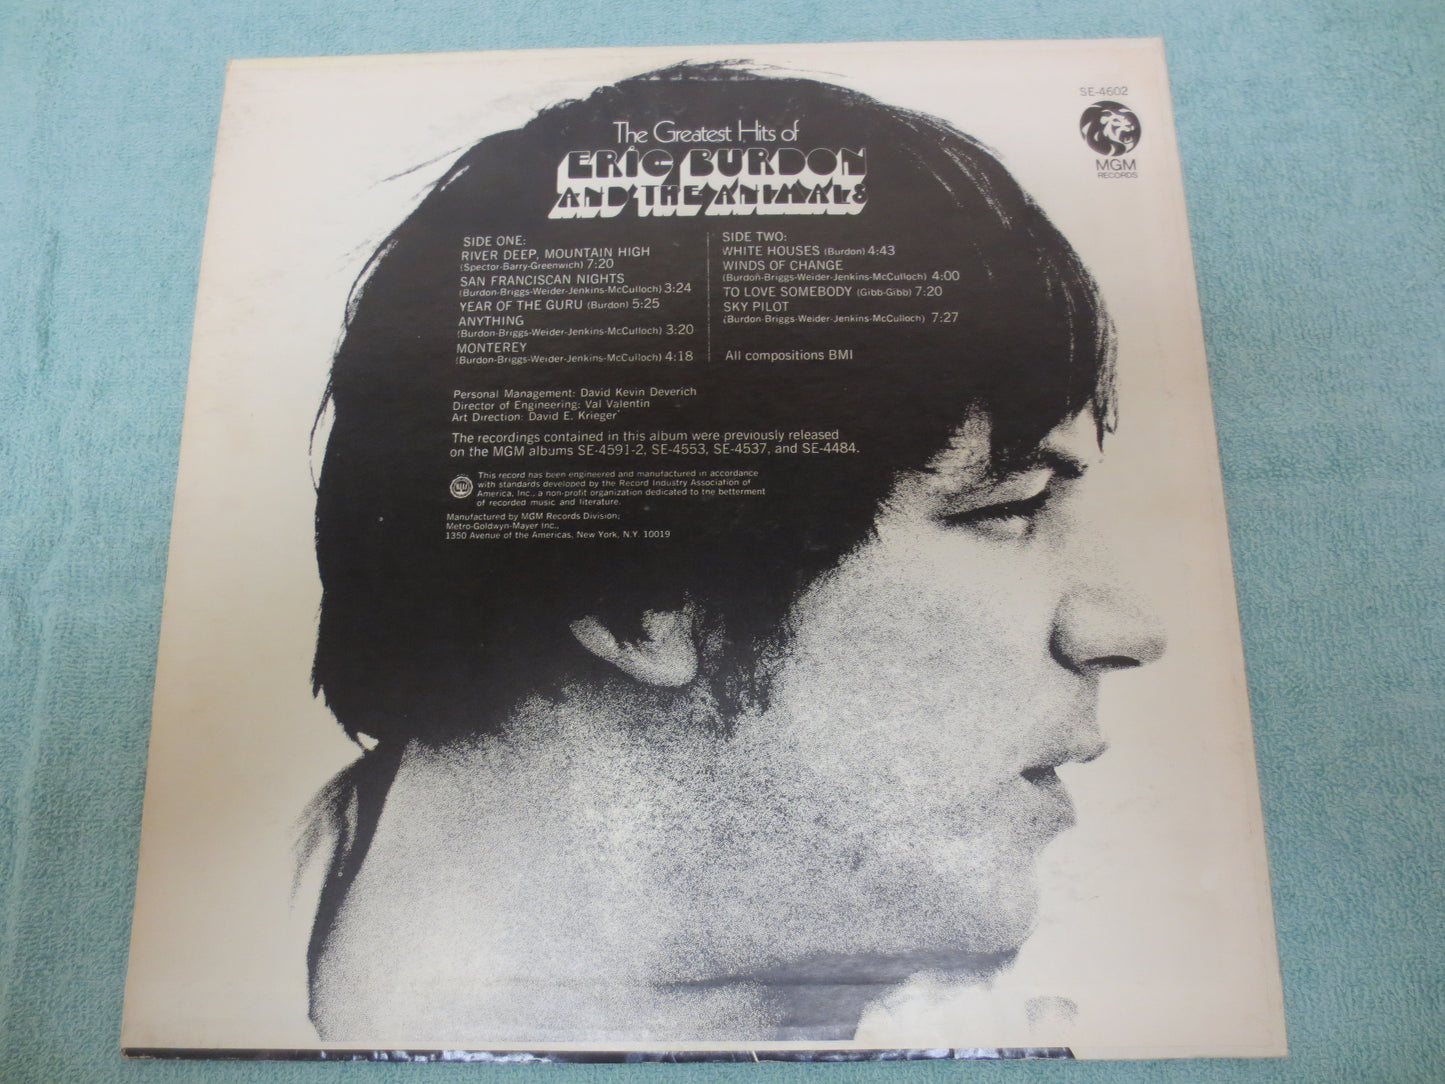 SE-4602
MGM
RECORDS
The Greatest Hits of
ERIC BURDON
AND THE ANIMALS
SIDE ONE:
RIVER DEEP, MOUNTAIN HIGH
(Spector-Barry-Greenwich) 7:20
SAN FRANCISCAN NIGHTS
(Burdon-Briggs-Weider-Jenkins-McCulloch) 3:24
YEAR OF THE GURU (Burdon) 5:25
ANYTHING
(Burdon-Briggs-Weider-Jenkins-McCulloch) 3:20
MONTEREY
(Burdon-Briggs-Weider-Jenkins-McCulloch) 4:18
SIDE TWO:
WHITE HOUSES (Burdon) 4:43
WINDS OF CHANGE
(Burdon-Briggs-Weider-Jenkins-McCulloch) 4:00
TO LOVE SOMEBODY (Gibb-Gibb) 7:20
SKY PILOT
(Burdon-Briggs-Weider-Jenkins-McCulloch) 7:27
All compositions BMI
Personal Management: David Kevin Deverich
Director of Engineering: Val Valentin
Art Direction: David E. Krieger
The recordings contained in this album were previously released
on the MGM albums SE-4591-2, SE-4553, SE-4537, and SE-4484.
This record has been engineered and manufactured in accordance
with standards developed by the Record Industry Association of
America, Inc., a non-profit organization dedicated to the betterment
of recorded music and literature.
Manufactured by MGM Records Division;
Metro-Goldwyn-Mayer Inc.,
1350 Avenue of the Americas, New York, N.Y. 10019